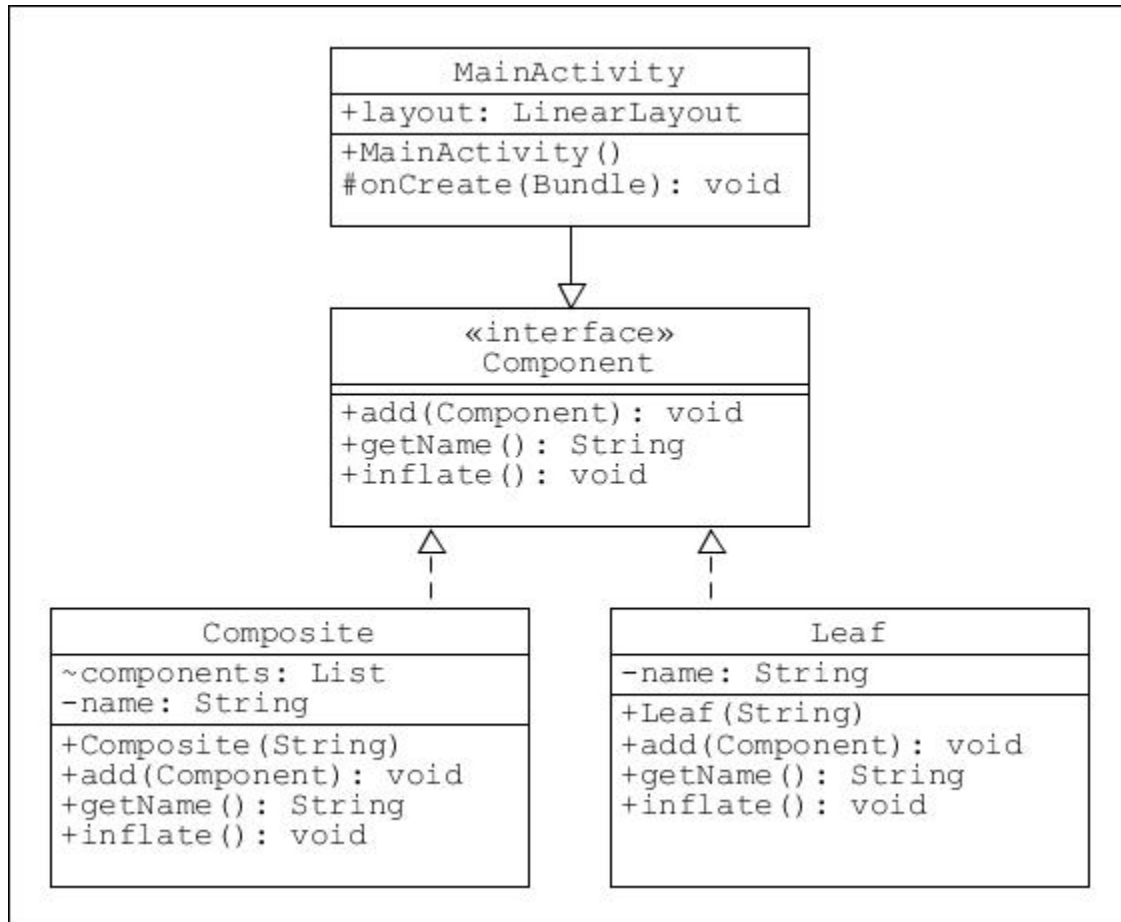 MainActivity
+layout: LinearLayout
+MainActivity()
#onCreate(Bundle): void
«interface»
Component
+add(Component): void
+getName(): String
+inflate(): void
Composite
~components: List
-name: String
+Composite(String)
+add(Component): void
+getName(): String
+inflate(): void
Leaf
-name: String
+Leaf(String)
+add(Component): void
+getName(): String
+inflate(): void